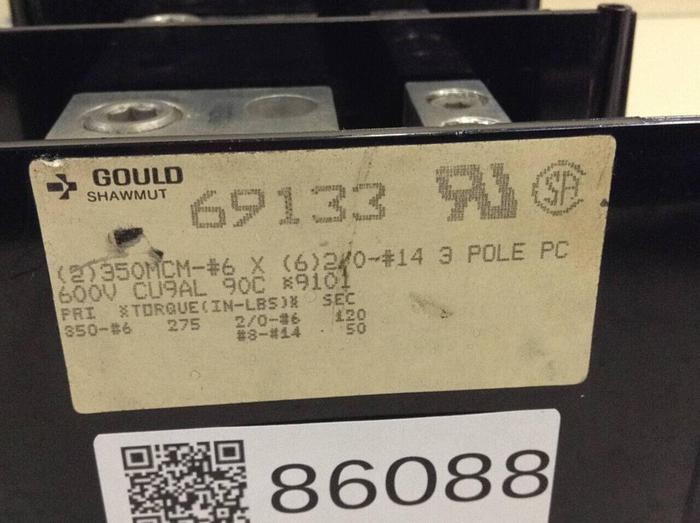 GOULD
SHAWMUT
69133
(2)350MCM-#6 X (6)2/0-#14 3 POLE PC
600V CU9AL 90C *9101
PRI *TORQUE(IN-LBS)* SEC
350-#6 275 2/0-#6 120
#8-#14 50
86088